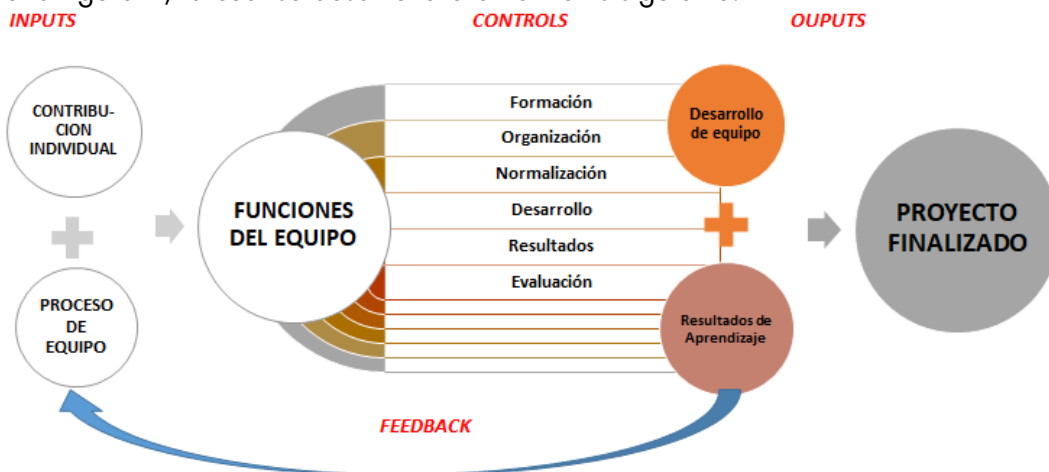 INPUTS
CONTROLS
OUPUTS
CONTRIBU-
CION
INDIVIDUAL
PROCESO
DE
EQUIPO
FUNCIONES
DEL EQUIPO
Formación
Organización
Normalización
Desarrollo
Resultados
Evaluación
Desarrollo
de equipo
Resultados de
Aprendizaje
PROYECTO
FINALIZADO
FEEDBACK